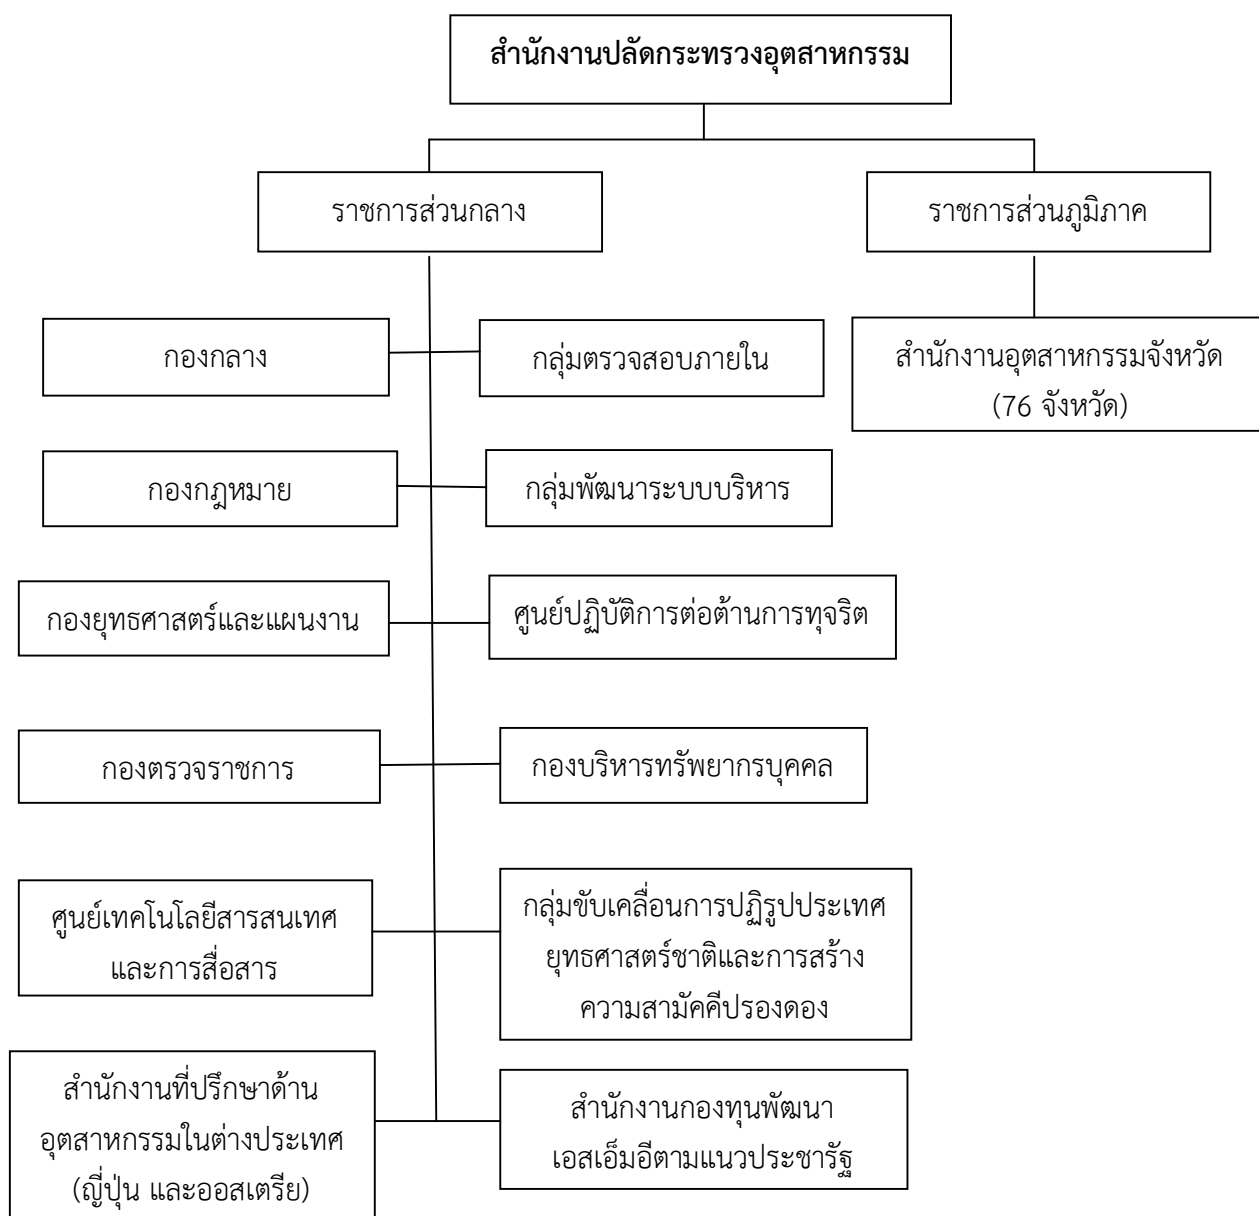 สำนักงานปลัดกระทรวงอุตสาหกรรม
ราชการส่วนกลาง
ราชการส่วนภูมิภาค
กองกลาง
กลุ่มตรวจสอบภายใน
สำนักงานอุตสาหกรรมจังหวัด
(76 จังหวัด)
กองกฎหมาย
กลุ่มพัฒนาระบบบริหาร
กองยุทธศาสตร์และแผนงาน
ศูนย์ปฏิบัติการต่อต้านการทุจริต
กองตรวจราชการ
กองบริหารทรัพยากรบุคคล
ศูนย์เทคโนโลยีสารสนเทศ
และการสื่อสาร
กลุ่มขับเคลื่อนการปฏิรูปประเทศ
ยุทธศาสตร์ชาติและการสร้าง
ความสามัคคีปรองดอง
สำนักงานที่ปรึกษาด้าน
อุตสาหกรรมในต่างประเทศ
(ญี่ปุ่น และออสเตรีย)
สำนักงานกองทุนพัฒนา
เอสเอ็มอีตามแนวประชารัฐ